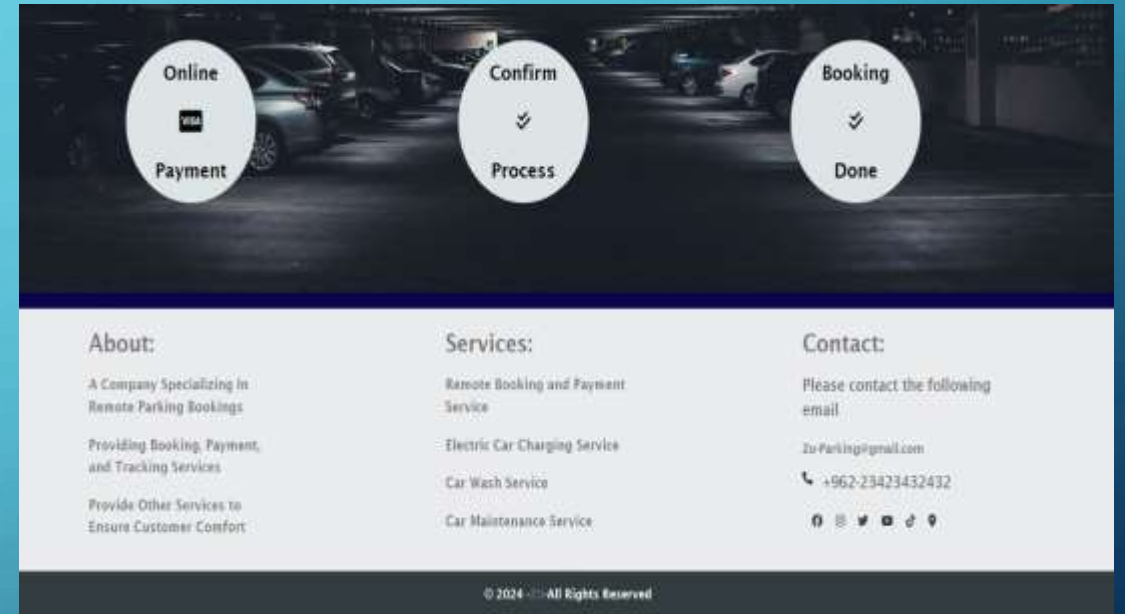 Online
VISA
Payment
Confirm
Process
Booking
Done
About:
A Company Specializing in
Remote Parking Bookings
Providing Booking, Payment,
and Tracking Services
Provide Other Services to
Ensure Customer Comfort
Services:
Remote Booking and Payment
Service
Electric Car Charging Service
Car Wash Service
Car Maintenance Service
Contact:
Please contact the following
email
Zu-Parking@gmail.com
+962-23423432432
© 2024 - All Rights Reserved